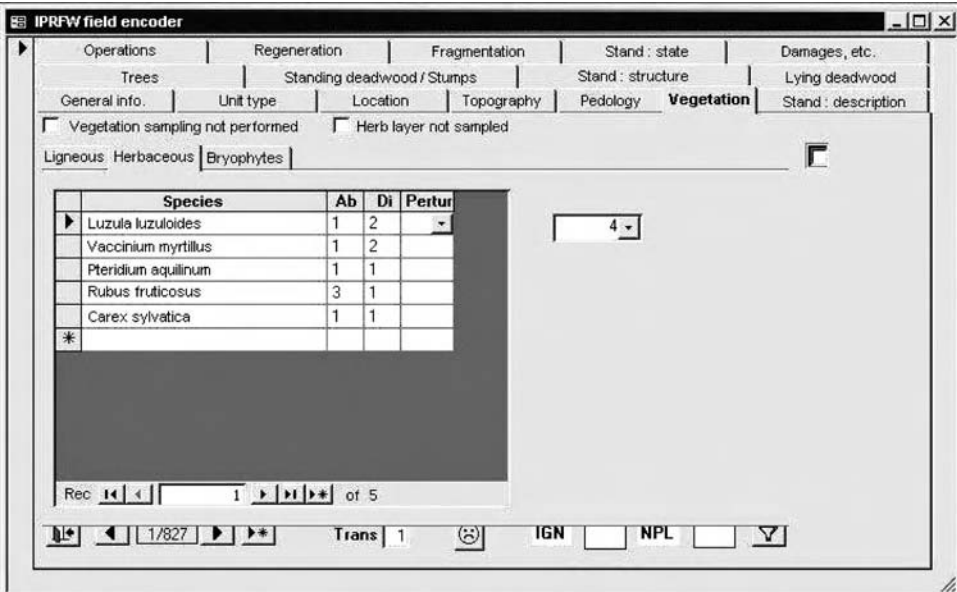 IPRFW field encoder
Operations Regeneration Fragmentation Stand : state Damages, etc.
Trees Standing deadwood / Stumps Stand : structure Lying deadwood
General info. Unit type Location Topography Pedology Vegetation Stand : description
Vegetation sampling not performed Herb layer not sampled
Ligneous Herbaceous Bryophytes
Species Ab Di Pertur
Luzula luzuloides 1 2
4
Vaccinium myrtillus 1 2
Pteridium aquilinum 1 1
Rubus fruticosus 3 1
Carex sylvatica 1 1
Rec 1 of 5
1/827 Trans 1 IGN NPL